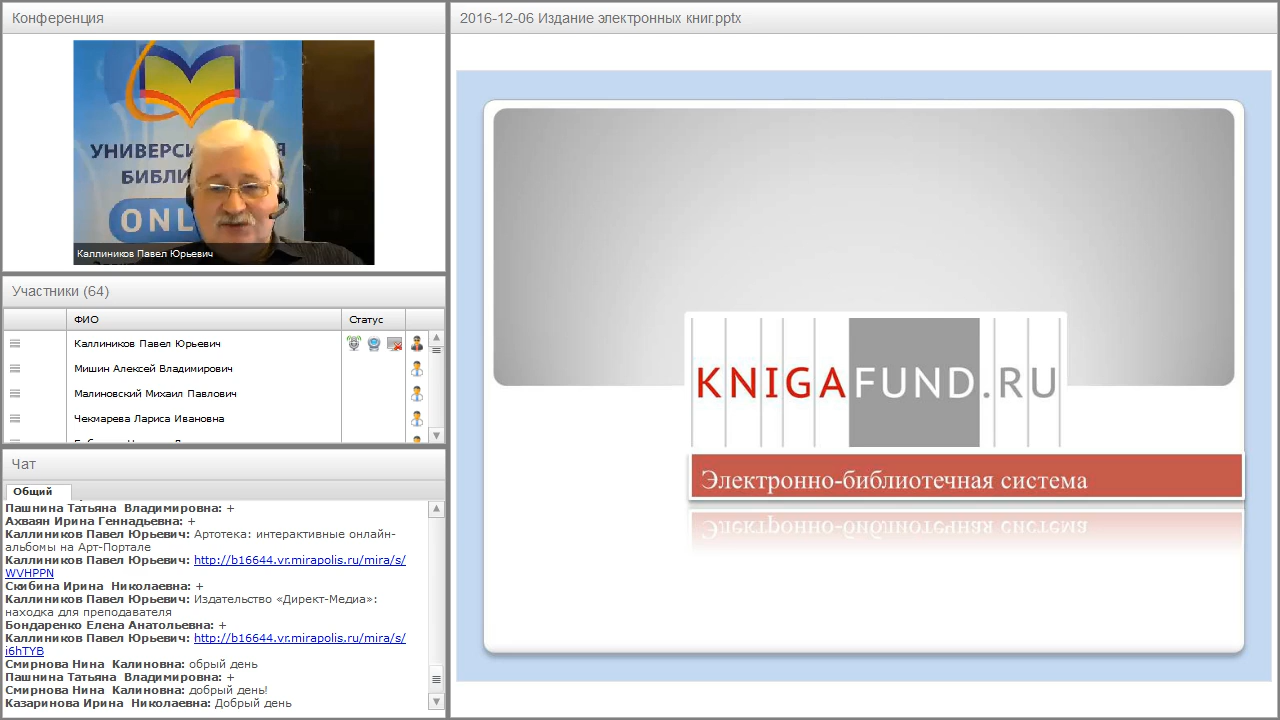 Конференция
УНИВЕРСИ
БИБЛИ
ONL
Каллиников Павел Юрьевич
Участники (64)
ФИО Статус
Каллиников Павел Юрьевич
Мишин Алексей Владимирович
Малиновский Михаил Павлович
Чекмарева Лариса Ивановна
Чат
Общий
Пашнина Татьяна Владимировна: +
Ахваян Ирина Геннадьевна: +
Каллиников Павел Юрьевич: Артотека: интерактивные онлайн-
альбомы на Арт-Портале
Каллиников Павел Юрьевич: http://b16644.vr.mirapolis.ru/mira/s/
WVHPPN
Скибина Ирина Николаевна: +
Каллиников Павел Юрьевич: Издательство «Директ-Медиа»:
находка для преподавателя
Бондаренко Елена Анатольевна: +
Каллиников Павел Юрьевич: http://b16644.vr.mirapolis.ru/mira/s/
i6hTYB
Смирнова Нина Калиновна: обрый день
Пашнина Татьяна Владимировна: +
Смирнова Нина Калиновна: добрый день!
Казаринова Ирина Николаевна: Добрый день
2016-12-06 Издание электронных книг.pptx
KNIGAFUND.RU
Электронно-библиотечная система